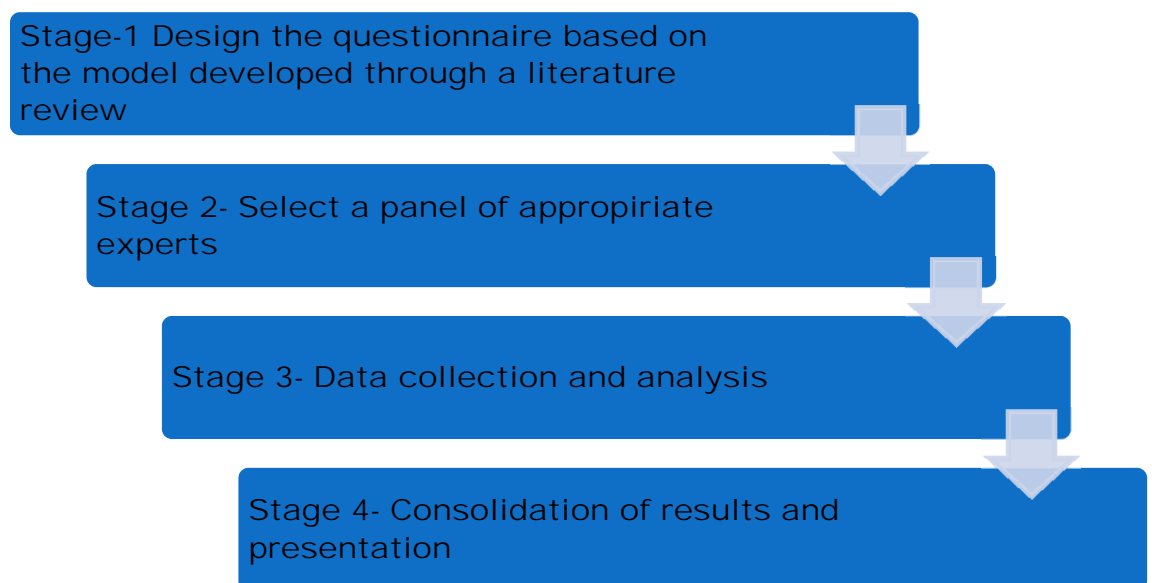 Stage-1 Design the questionnaire based on
the model developed through a literature
review
Stage 2- Select a panel of appropiriate
experts
Stage 3- Data collection and analysis
Stage 4- Consolidation of results and
presentation